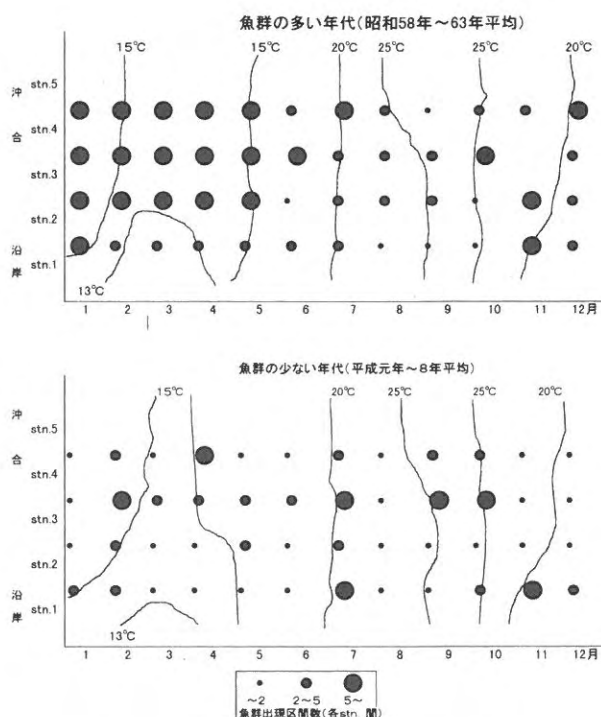 魚群の多い年代(昭和58年～63年平均)
15℃ 15℃ 20℃ 25℃ 25℃ 20℃
沖合
沿岸
stn.5
stn.4
stn.3
stn.2
stn.1
13℃
1 2 3 4 5 6 7 8 9 10 11 12月
魚群の少ない年代(平成元年～8年平均)
15℃ 20℃ 25℃ 25℃ 20℃
沖合
沿岸
stn.5
stn.4
stn.3
stn.2
stn.1
13℃
1 2 3 4 5 6 7 8 9 10 11 12月
～2 2～5 5～
魚群出現区間数(各stn.間)